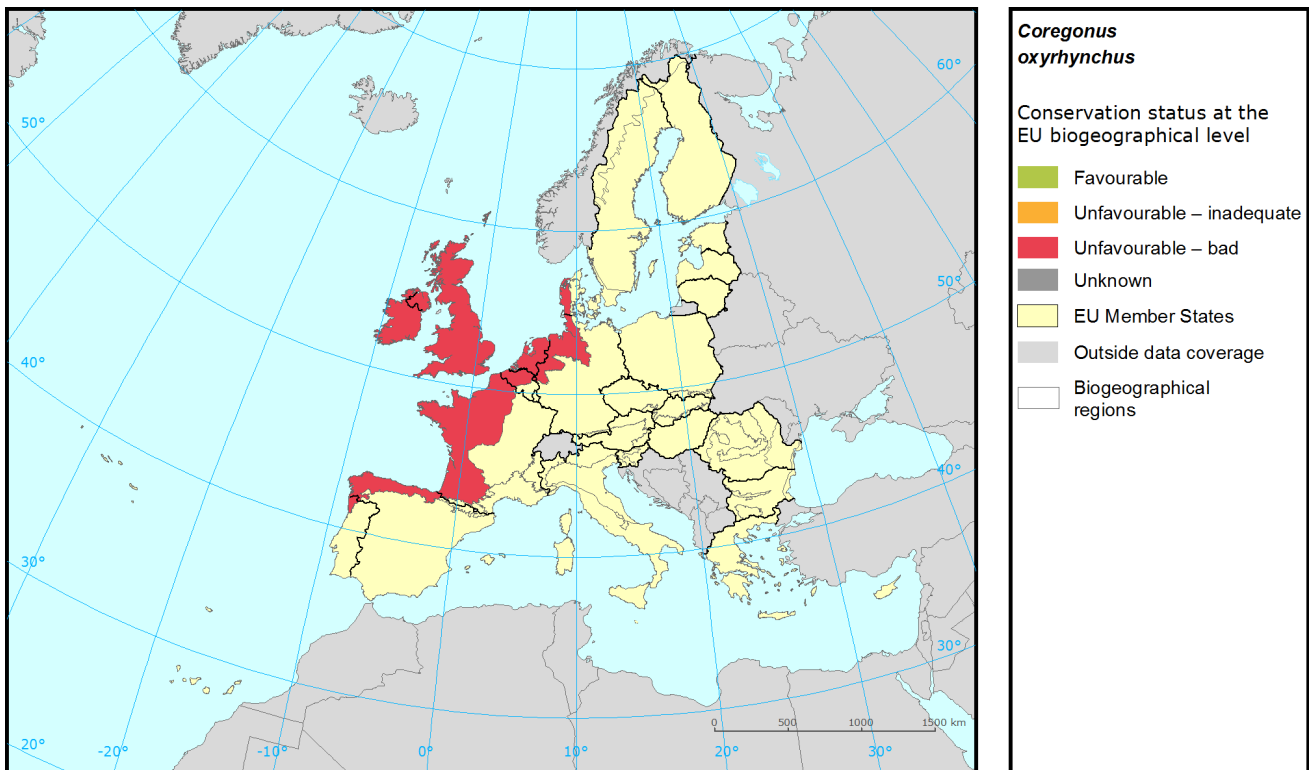 60°
50°
50°
40°
40°
30°
30°
20°
-20°
-10°
0°
10°
20°
30°
0
500
1000
1500 km
Coregonus
oxyrhynchus
Conservation status at the
EU biogeographical level
Favourable
Unfavourable – inadequate
Unfavourable – bad
Unknown
EU Member States
Outside data coverage
Biogeographical
regions